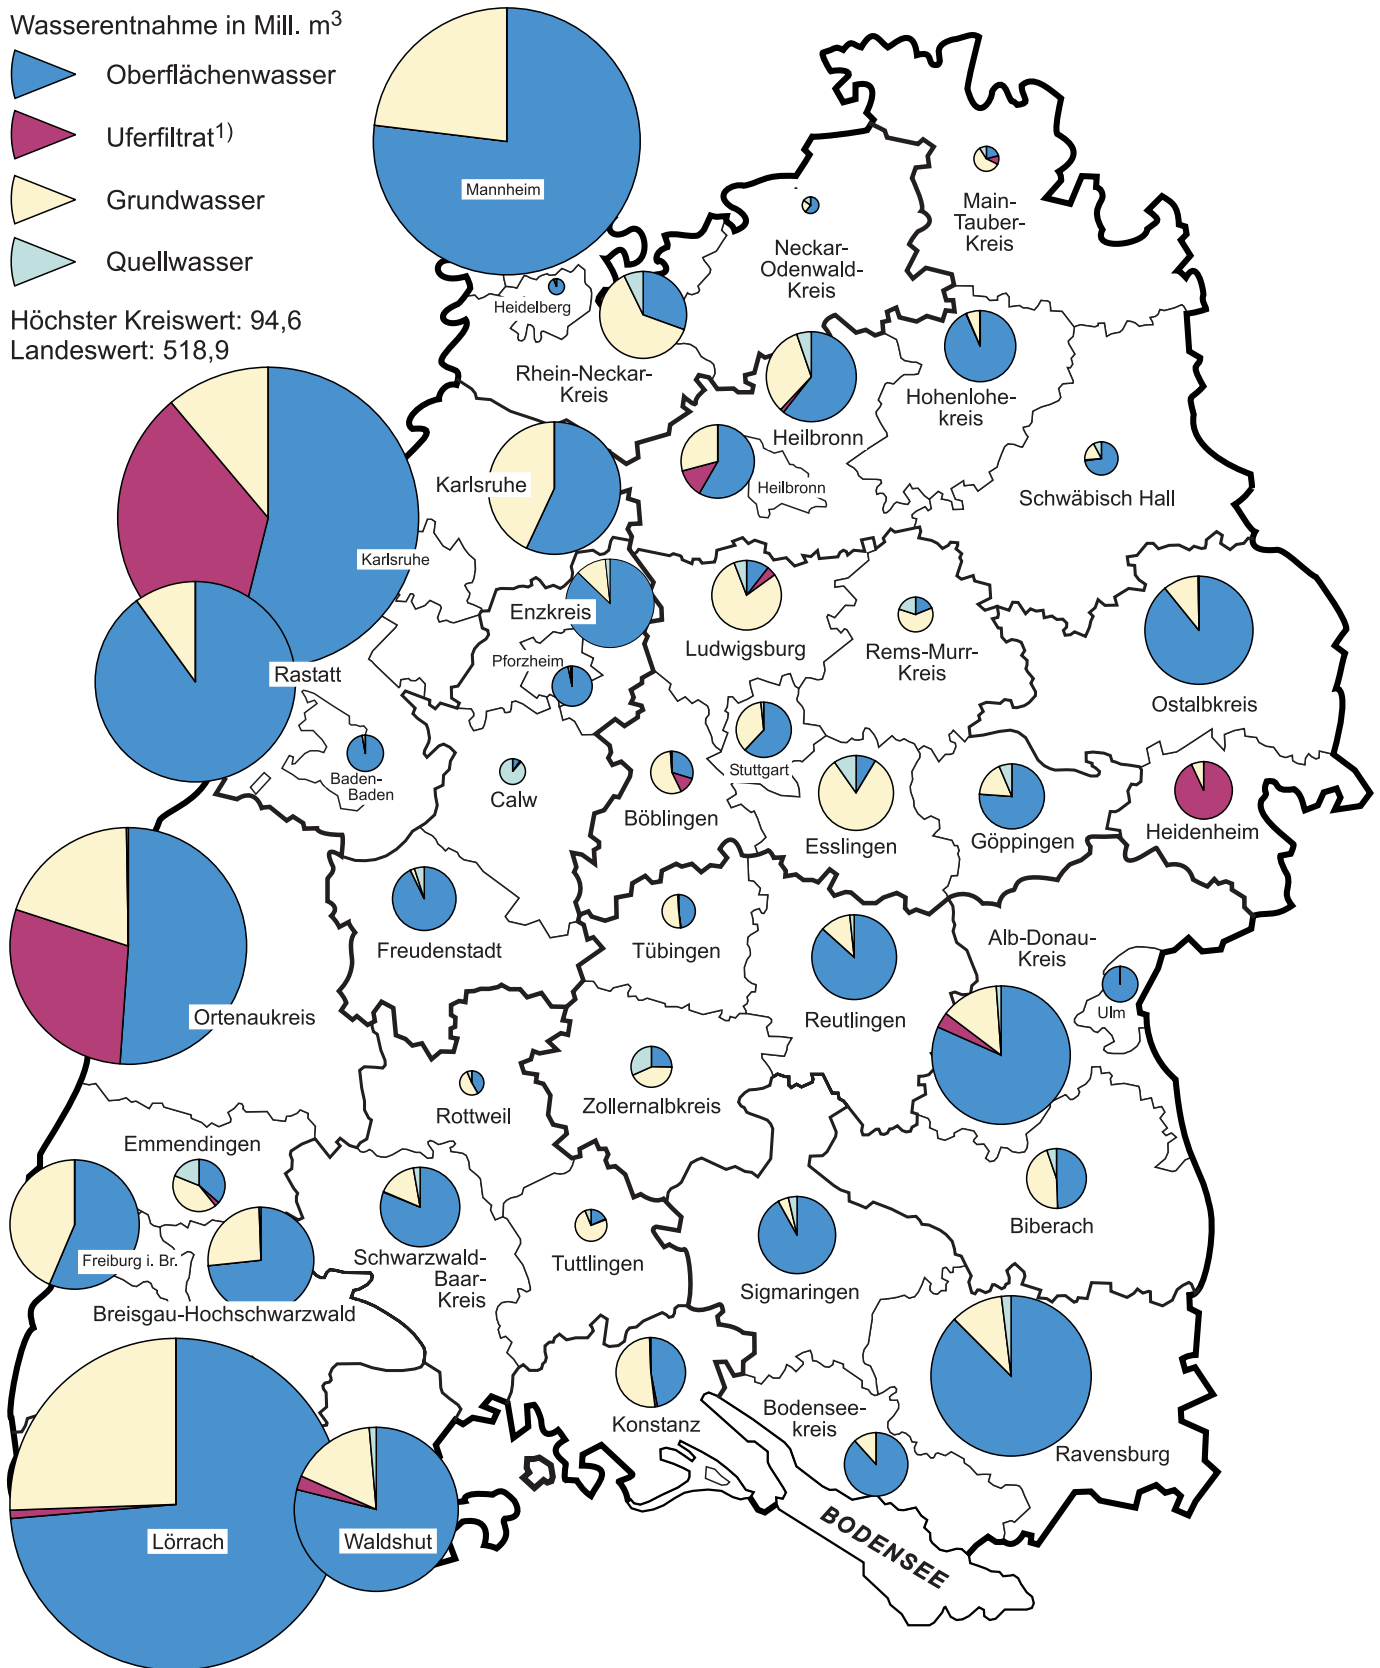 Wasserentnahme in Mill. m³
Oberflächenwasser
Uferfiltrat¹⁾
Grundwasser
Quellwasser
Höchster Kreiswert: 94,6
Landeswert: 518,9
Mannheim
Main-
Tauber-
Kreis
Neckar-
Odenwald-
Kreis
Heidelberg
Rhein-Neckar-
Kreis
Hohenlohe-
kreis
Heilbronn
Karlsruhe
Heilbronn
Schwäbisch Hall
Karlsruhe
Enzkreis
Ludwigsburg
Rems-Murr-
Kreis
Pforzheim
Rastatt
Ostalbkreis
Baden-
Baden
Calw
Böblingen
Stuttgart
Esslingen
Göppingen
Heidenheim
Freudenstadt
Tübingen
Reutlingen
Alb-Donau-
Kreis
Ulm
Ortenaukreis
Rottweil
Zollernalbkreis
Emmendingen
Biberach
Freiburg i. Br.
Schwarzwald-
Baar-
Kreis
Tuttlingen
Sigmaringen
Breisgau-Hochschwarzwald
Konstanz
Bodensee-
kreis
Ravensburg
Lörrach
Waldshut
BODENSEE